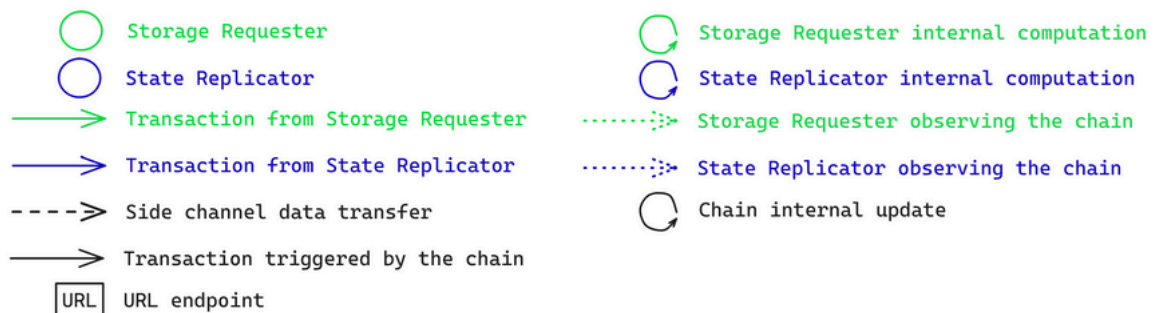 Storage Requester
State Replicator
Transaction from Storage Requester
Transaction from State Replicator
Side channel data transfer
Transaction triggered by the chain
URL URL endpoint
Storage Requester internal computation
State Replicator internal computation
Storage Requester observing the chain
State Replicator observing the chain
Chain internal update